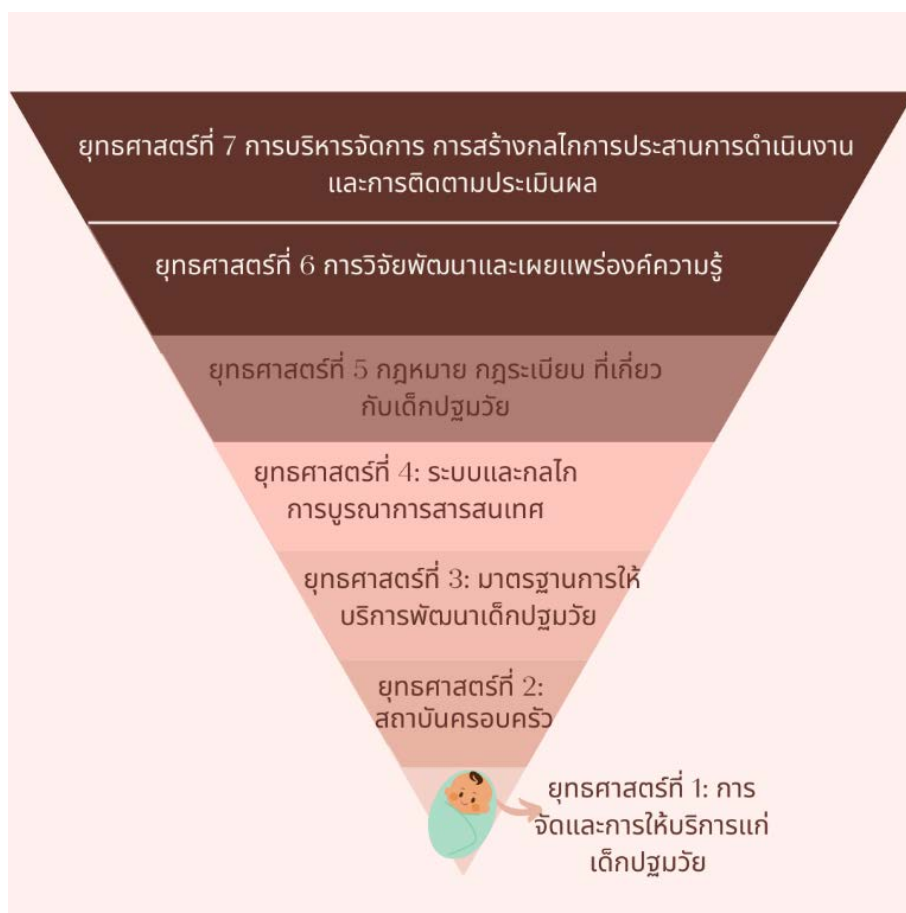 ยุทธศาสตร์ที่ 7 การบริหารจัดการ การสร้างกลไกการประสานการดำเนินงาน
และการติดตามประเมินผล
ยุทธศาสตร์ที่ 6 การวิจัยพัฒนาและเผยแพร่องค์ความรู้
ยุทธศาสตร์ที่ 5 กฎหมาย กฎระเบียบ ที่เกี่ยว
กับเด็กปฐมวัย
ยุทธศาสตร์ที่ 4: ระบบและกลไก
การบูรณาการสารสนเทศ
ยุทธศาสตร์ที่ 3: มาตรฐานการให้
บริการพัฒนาเด็กปฐมวัย
ยุทธศาสตร์ที่ 2:
สถาบันครอบครัว
ยุทธศาสตร์ที่ 1: การ
จัดและการให้บริการแก่
เด็กปฐมวัย